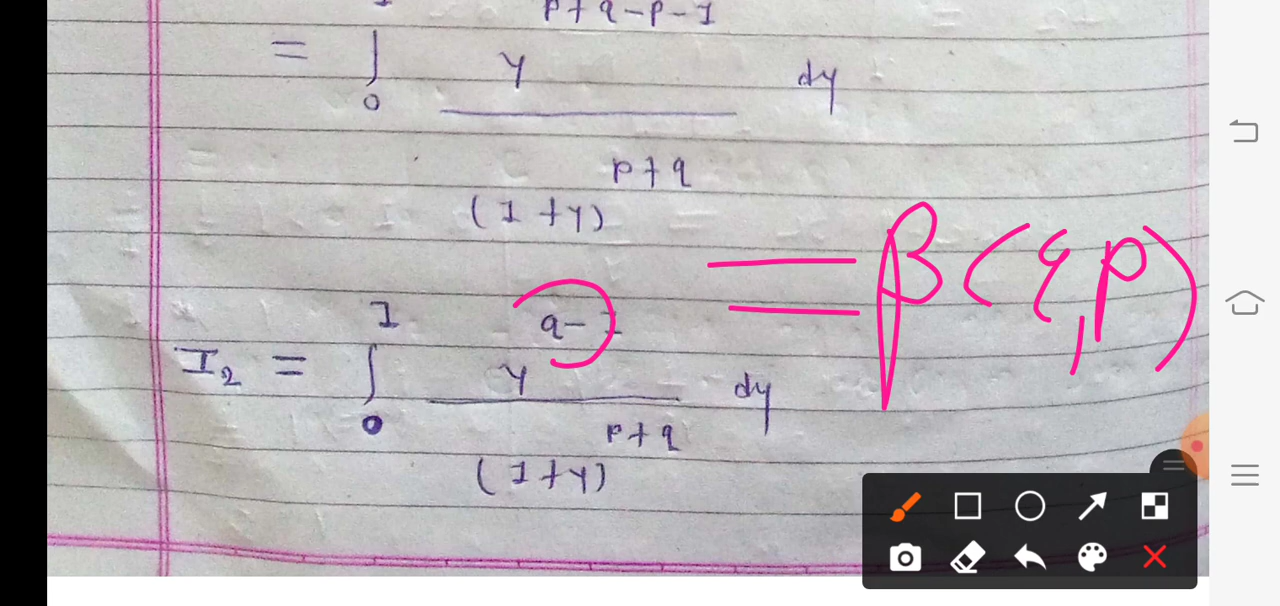 p+q-p-1
= ∫ y dy
0
p+q
(1+y)
= β(q,p)
1 q-1
I₂ = ∫ y dy
0 p+q
(1+y)